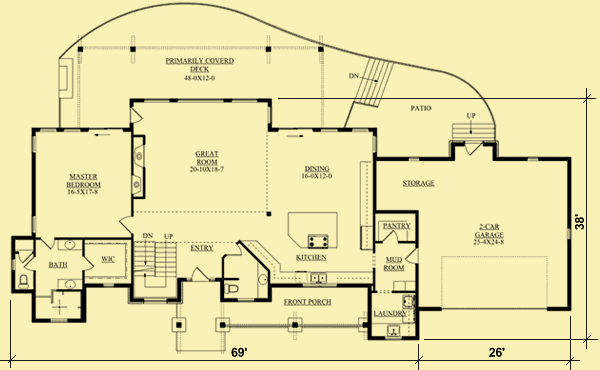 PRIMARILY COVERD
DECK
48-0X12-0
DN
PATIO
UP
GREAT
ROOM
20-10X18-7
DINING
16-0X12-0
MASTER
BEDROOM
16-5X17-8
STORAGE
2-CAR
GARAGE
25-4X24-8
38'
PANTRY
DN
UP
ENTRY
KITCHEN
MUD
ROOM
BATH
WIC
FRONT PORCH
LAUNDRY
69'
26'